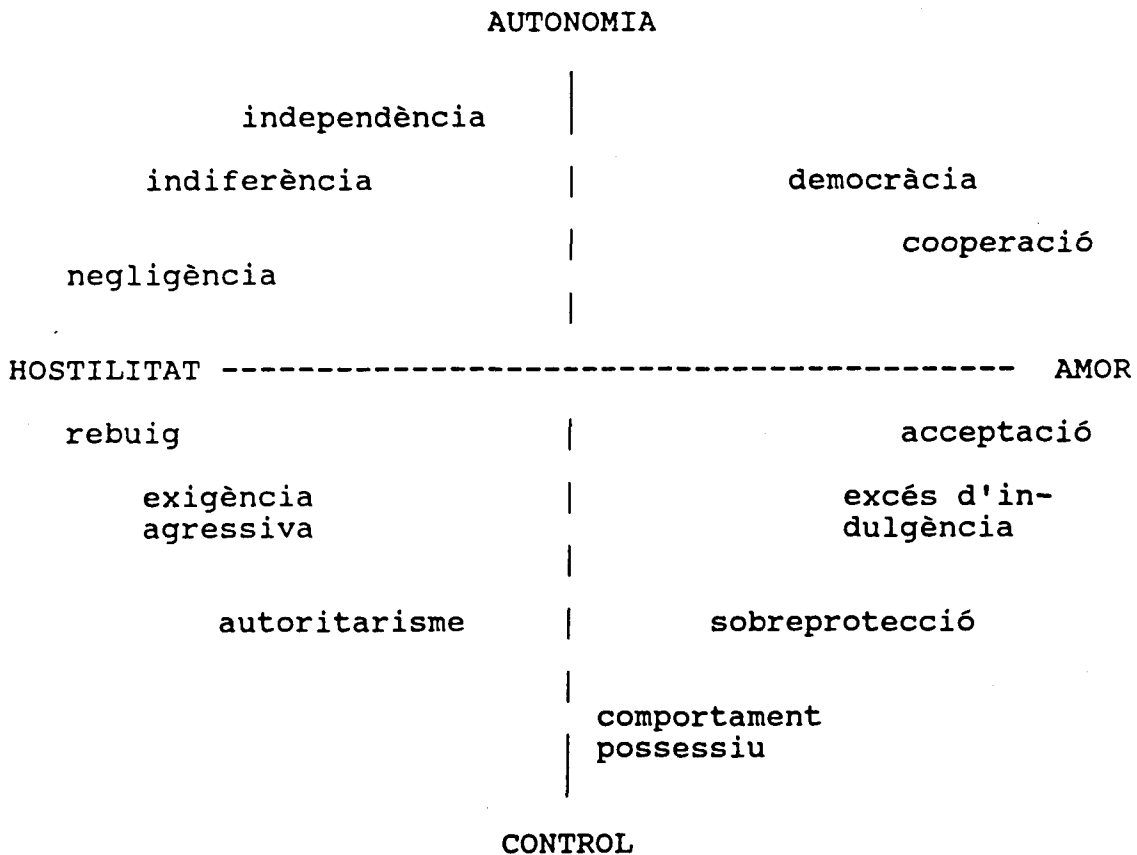 AUTONOMIA
independència
indiferència democràcia
cooperació
negligència
HOSTILITAT AMOR
rebuig acceptació
exigència excés d'in-
agressiva dulgència
autoritarisme sobreprotecció
comportament
possessiu
CONTROL